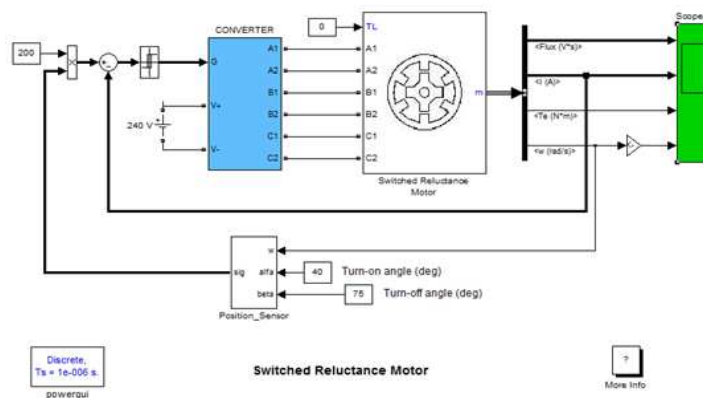 Scope
CONVERTER
200
0
TL
A1
A1
<Flux (V*s)>
G
A2
A2
<I (A)>
B1
B1
m
V+
B2
B2
<Te (N*m)>
240 V
C1
C1
V-
C2
C2
<w (rad/s)>
Switched Reluctance
Motor
w
sig
alfa
40
Turn-on angle (deg)
beta
75
Turn-off angle (deg)
Position_Sensor
Discrete,
Ts = 1e-006 s.
powergui
Switched Reluctance Motor
?
More Info